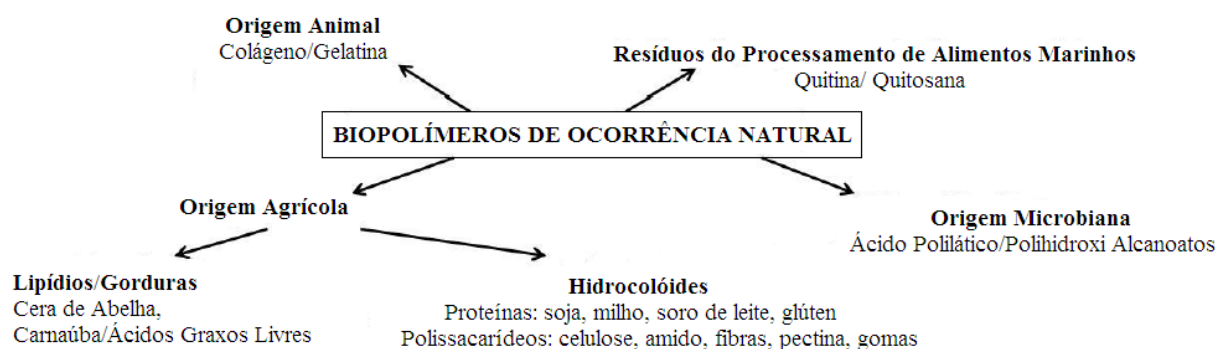 Origem Animal
Colágeno/Gelatina
Resíduos do Processamento de Alimentos Marinhos
Quitina/ Quitosana
BIOPOLÍMEROS DE OCORRÊNCIA NATURAL
Origem Agrícola
Origem Microbiana
Ácido Polilático/Polihidroxi Alcanoatos
Lipídios/Gorduras
Cera de Abelha,
Carnaúba/Ácidos Graxos Livres
Hidrocolóides
Proteínas: soja, milho, soro de leite, glúten
Polissacarídeos: celulose, amido, fibras, pectina, gomas